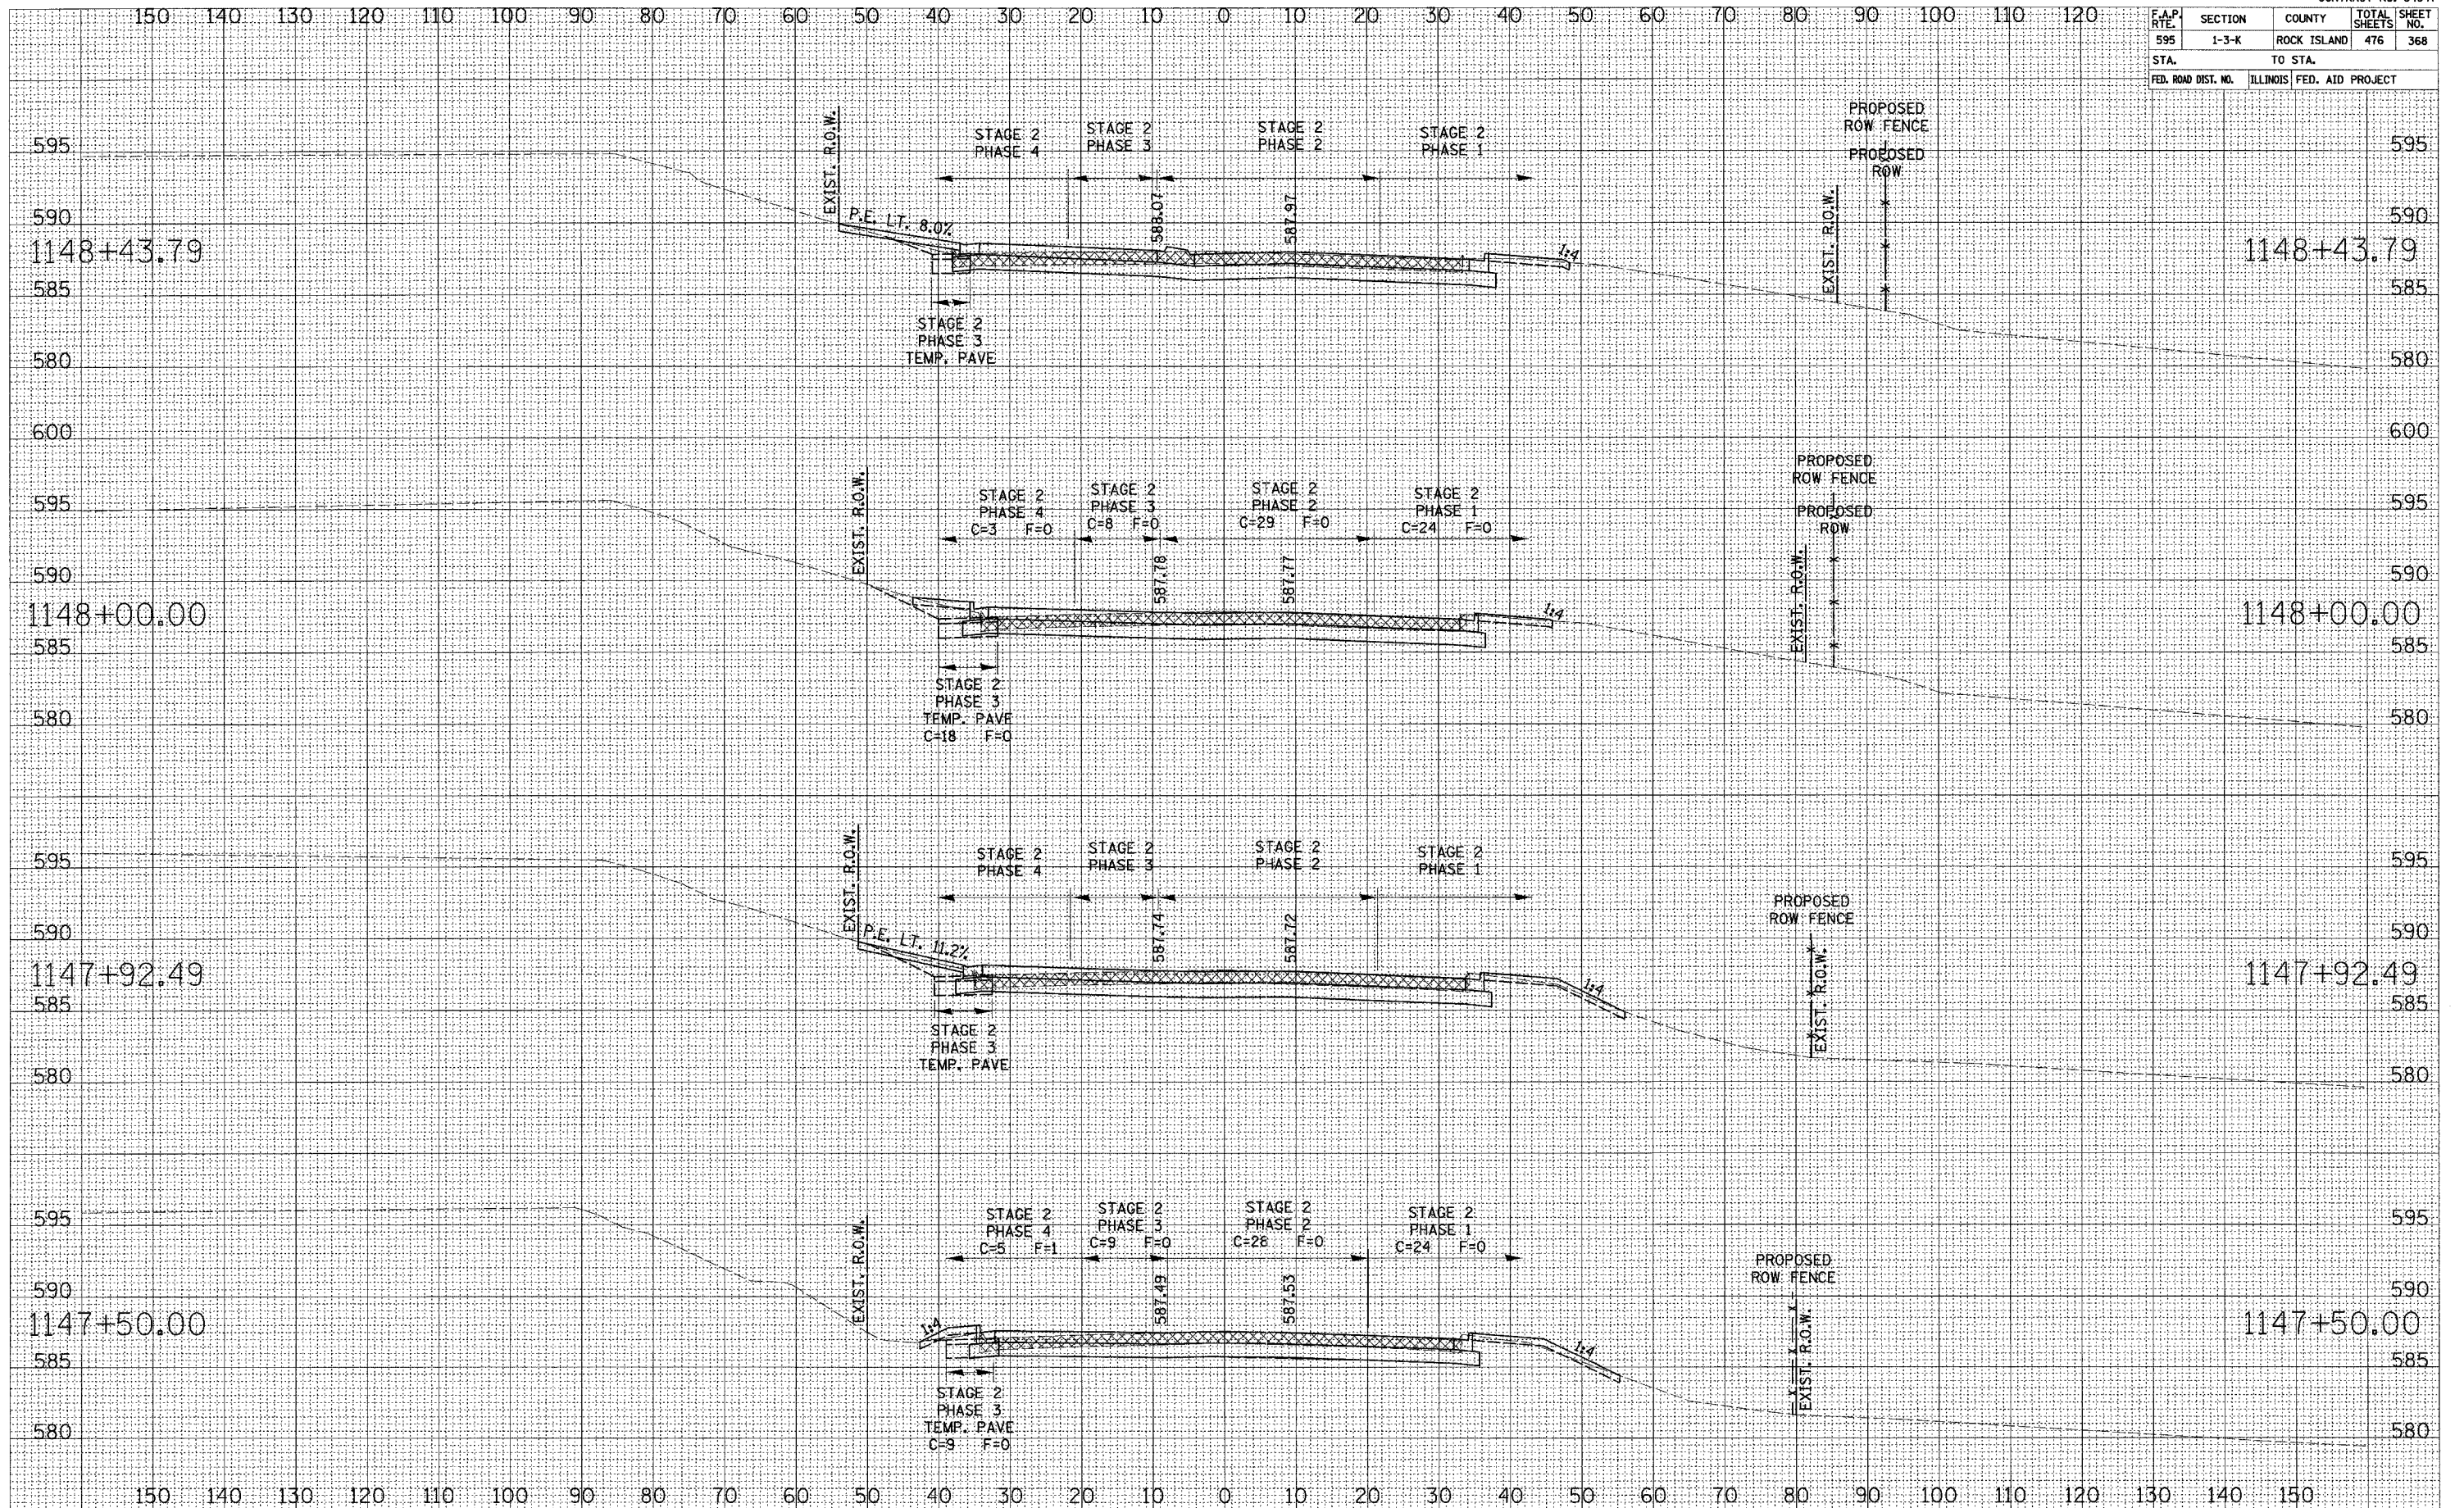 150 140 130 120 110 100 90 80 70 60 50 40 30 20 10 0 10 20 30 40 50 60 70 80 90 100 110 120
F.A.P. RTE. SECTION COUNTY TOTAL SHEETS SHEET NO.
595 1-3-K ROCK ISLAND 476 368
STA. TO STA.
FED. ROAD DIST. NO. ILLINOIS FED. AID PROJECT
PROPOSED
ROW FENCE
PROPOSED
ROW
EXIST. R.O.W.
STAGE 2
PHASE 4
STAGE 2
PHASE 3
STAGE 2
PHASE 2
STAGE 2
PHASE 1
EXIST. R.O.W.
595 595
590 590
P.E. LT. 8.0%
588.07
587.97
1:4
1148+43.79 1148+43.79
585 585
STAGE 2
PHASE 3
TEMP. PAVE
580 580
600 600
PROPOSED
ROW FENCE
PROPOSED
ROW
EXIST. R.O.W.
STAGE 2
PHASE 4
C=3 F=0
STAGE 2
PHASE 3
C=8 F=0
STAGE 2
PHASE 2
C=29 F=0
STAGE 2
PHASE 1
C=24 F=0
EXIST. R.O.W.
595 595
590 590
587.78
587.77
1:4
1148+00.00 1148+00.00
585 585
STAGE 2
PHASE 3
TEMP. PAVE
C=18 F=0
580 580
EXIST. R.O.W.
STAGE 2
PHASE 4
STAGE 2
PHASE 3
STAGE 2
PHASE 2
STAGE 2
PHASE 1
595 595
PROPOSED
ROW FENCE
EXIST. R.O.W.
590 590
P.E. LT. 11.2%
587.74
587.72
1:4
1147+92.49 1147+92.49
585 585
STAGE 2
PHASE 3
TEMP. PAVE
580 580
EXIST. R.O.W.
STAGE 2
PHASE 4
C=5 F=1
STAGE 2
PHASE 3
C=9 F=0
STAGE 2
PHASE 2
C=28 F=0
STAGE 2
PHASE 1
C=24 F=0
595 595
PROPOSED
ROW FENCE
EXIST. R.O.W.
590 590
587.49
587.53
1:4
1:4
1147+50.00 1147+50.00
585 585
STAGE 2
PHASE 3
TEMP. PAVE
C=9 F=0
580 580
150 140 130 120 110 100 90 80 70 60 50 40 30 20 10 0 10 20 30 40 50 60 70 80 90 100 110 120 130 140 150